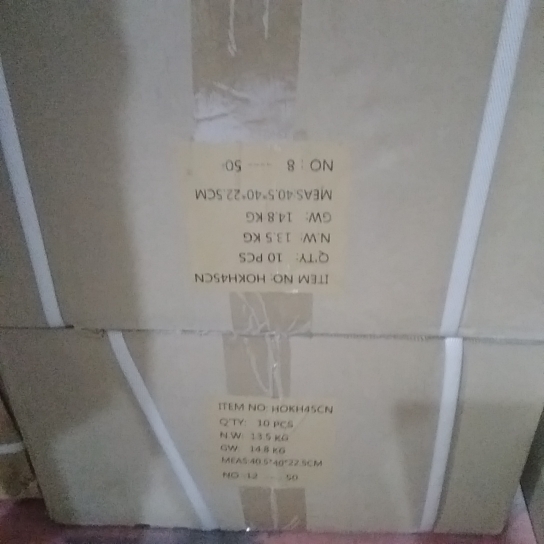 NO : 8 ---- 50
MEAS:40.5*40*22.5CM
GW: 14.8 KG
N.W: 13.5 KG
Q'TY: 10 PCS
ITEM NO: HOKH45CN
ITEM NO: HOKH45CN
Q'TY: 10 PCS
N.W: 13.5 KG
GW: 14.8 KG
MEAS:40.5*40*22.5CM
NO :12 ---- 50